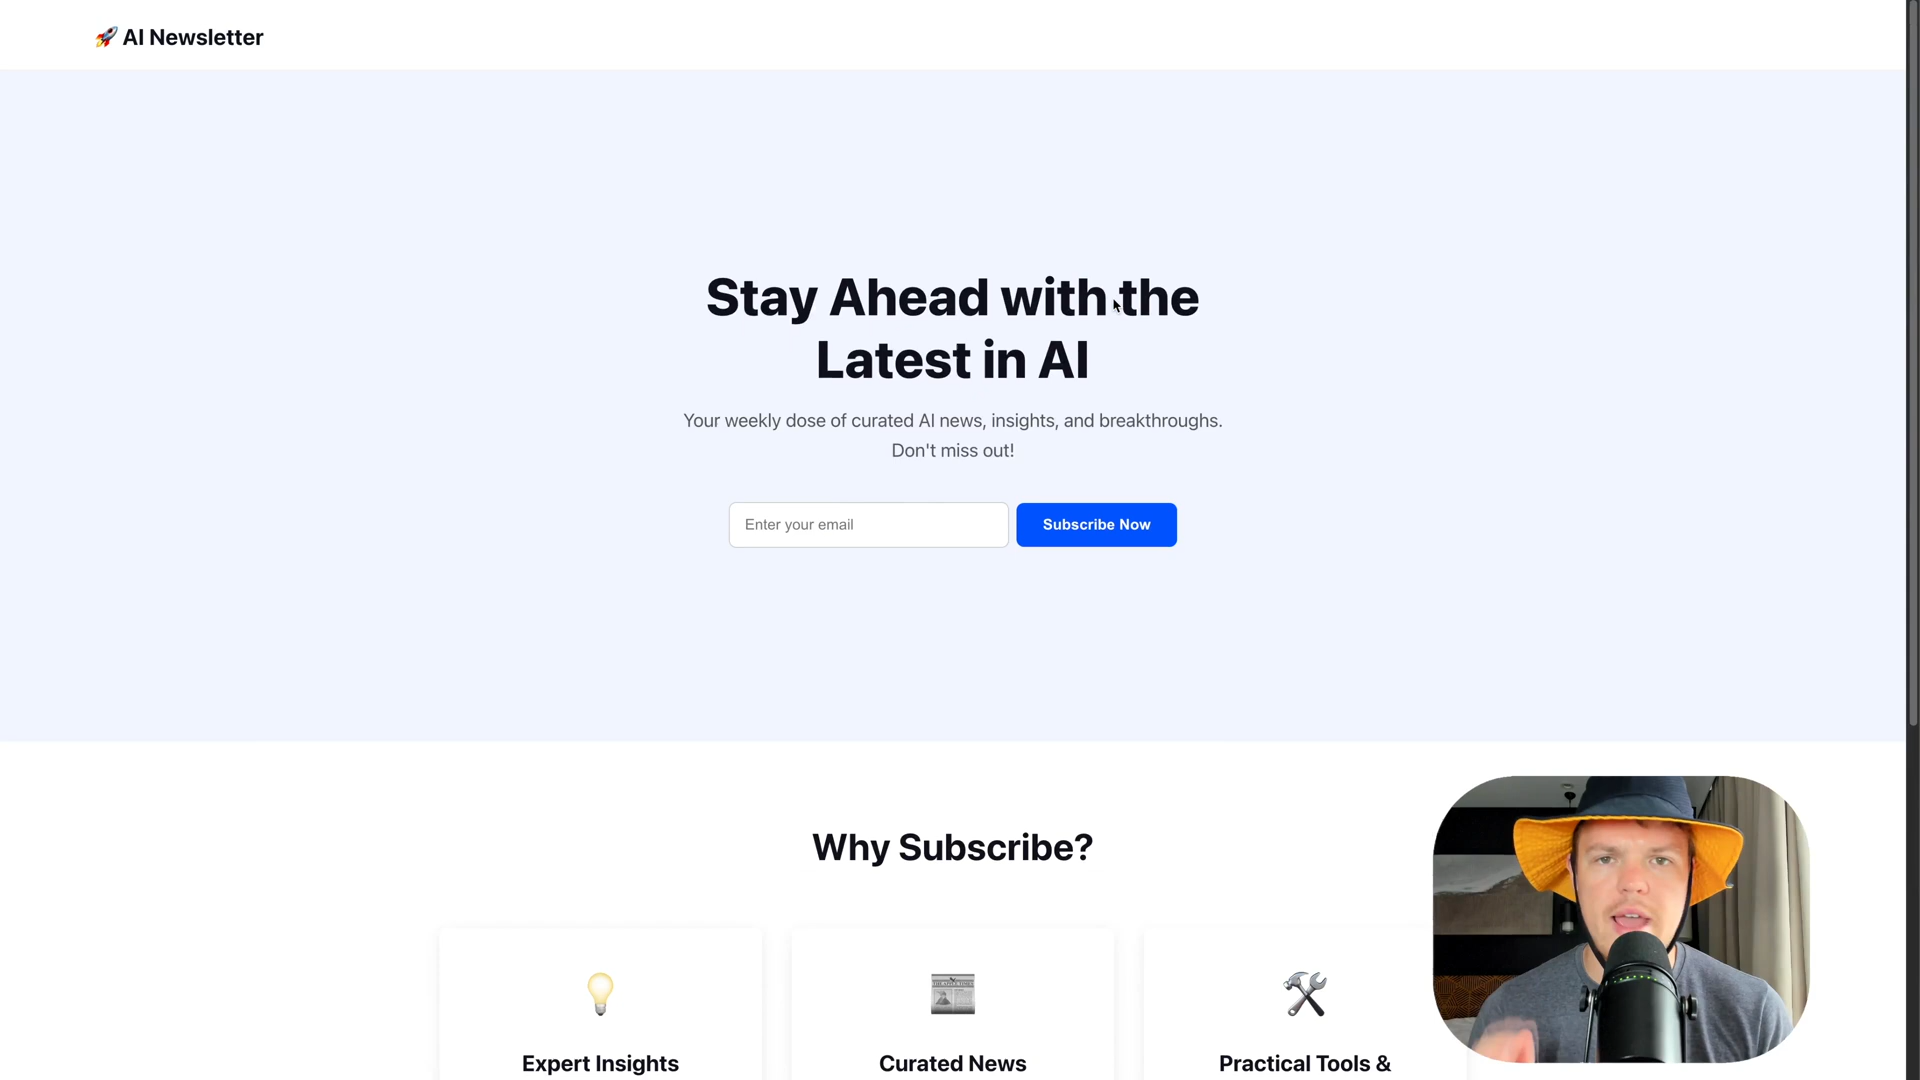 🚀 AI Newsletter
Stay Ahead with the
Latest in AI
Your weekly dose of curated AI news, insights, and breakthroughs.
Don't miss out!
Enter your email
Subscribe Now
Why Subscribe?
Expert Insights
Curated News
Practical Tools &